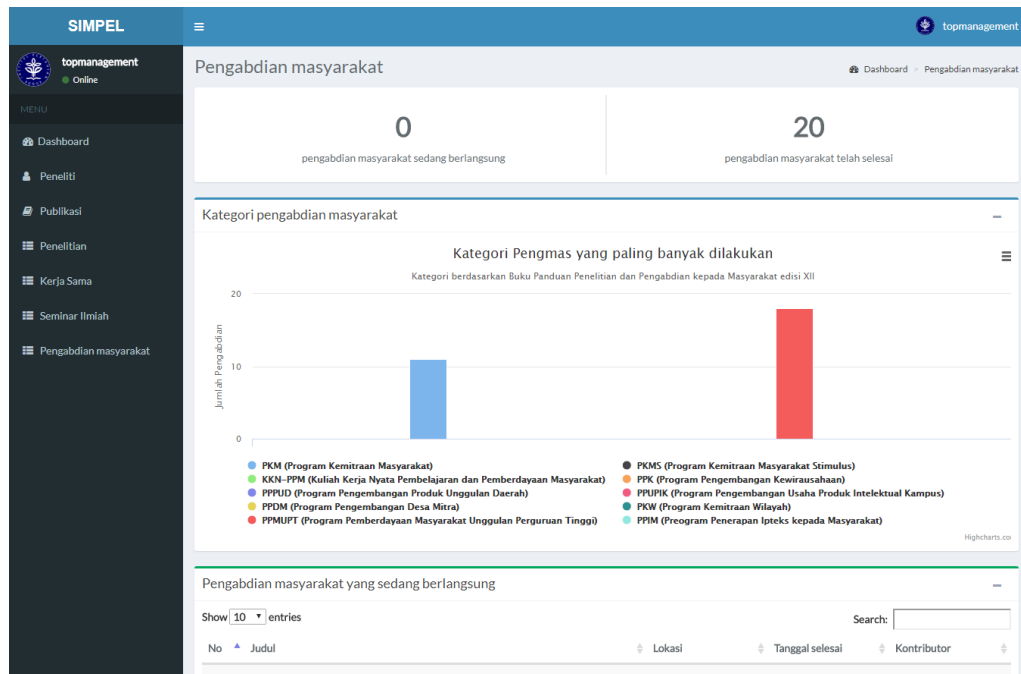 SIMPEL
topmanagement
topmanagement
Online
MENU
Dashboard
Peneliti
Publikasi
Penelitian
Kerja Sama
Seminar Ilmiah
Pengabdian masyarakat
Pengabdian masyarakat
Dashboard > Pengabdian masyarakat
0
pengabdian masyarakat sedang berlangsung
20
pengabdian masyarakat telah selesai
Kategori pengabdian masyarakat
Kategori Pengmas yang paling banyak dilakukan
Kategori berdasarkan Buku Panduan Penelitian dan Pengabdian kepada Masyarakat edisi XII
Jumlah Pengabdian
20
10
0
PKM (Program Kemitraan Masyarakat)
KKN-PPM (Kuliah Kerja Nyata Pembelajaran dan Pemberdayaan Masyarakat)
PPPUD (Program Pengembangan Produk Unggulan Daerah)
PPDM (Program Pengembangan Desa Mitra)
PPMUPT (Program Pemberdayaan Masyarakat Unggulan Perguruan Tinggi)
PKMS (Program Kemitraan Masyarakat Stimulus)
PPK (Program Pengembangan Kewirausahaan)
PPUPIK (Program Pengembangan Usaha Produk Intelektual Kampus)
PKW (Program Kemitraan Wilayah)
PPIM (Preogram Penerapan Ipteks kepada Masyarakat)
Highcharts.co
Pengabdian masyarakat yang sedang berlangsung
Show 10 entries
Search:
No Judul Lokasi Tanggal selesai Kontributor